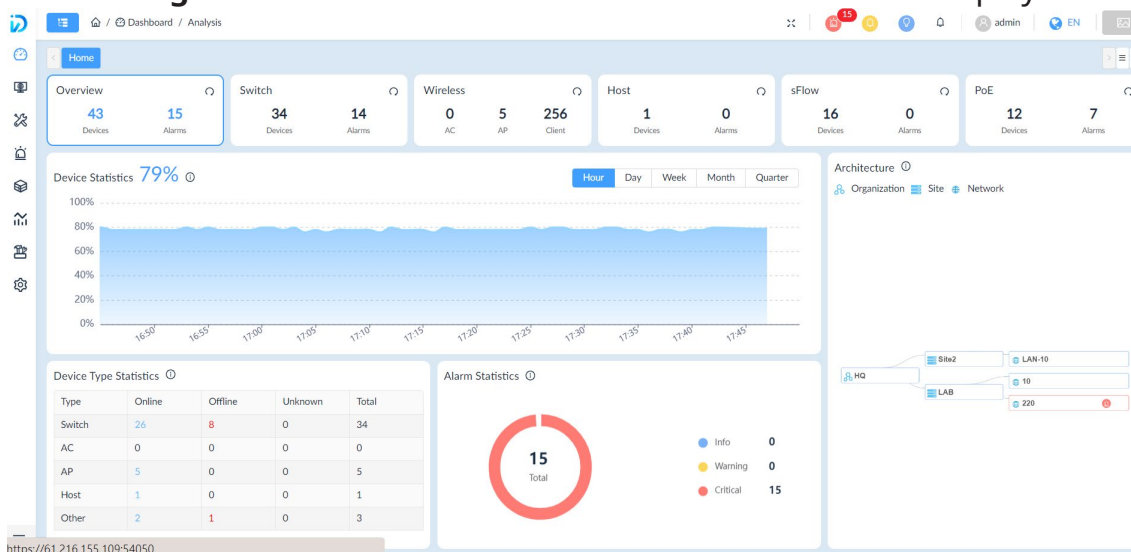 15
/ Dashboard / Analysis
admin
EN
Home
Overview
43
15
Devices
Alarms
Switch
34
14
Devices
Alarms
Wireless
0
5
256
AC
AP
Client
Host
1
0
Devices
Alarms
sFlow
16
0
Devices
Alarms
PoE
12
7
Devices
Alarms
Device Statistics 79%
Hour Day Week Month Quarter
100%
80%
60%
40%
20%
0%
16:50' 16:55' 17:00' 17:05' 17:10' 17:15' 17:20' 17:25' 17:30' 17:35' 17:40' 17:45'
Architecture
Organization Site Network
HQ
Site2
LAB
LAN-10
10
220
Device Type Statistics
Type Online Offline Unknown Total
Switch 26 8 0 34
AC 0 0 0 0
AP 5 0 0 5
Host 1 0 0 1
Other 2 1 0 3
Alarm Statistics
15
Total
Info 0
Warning 0
Critical 15
https://61.216.155.109:54050